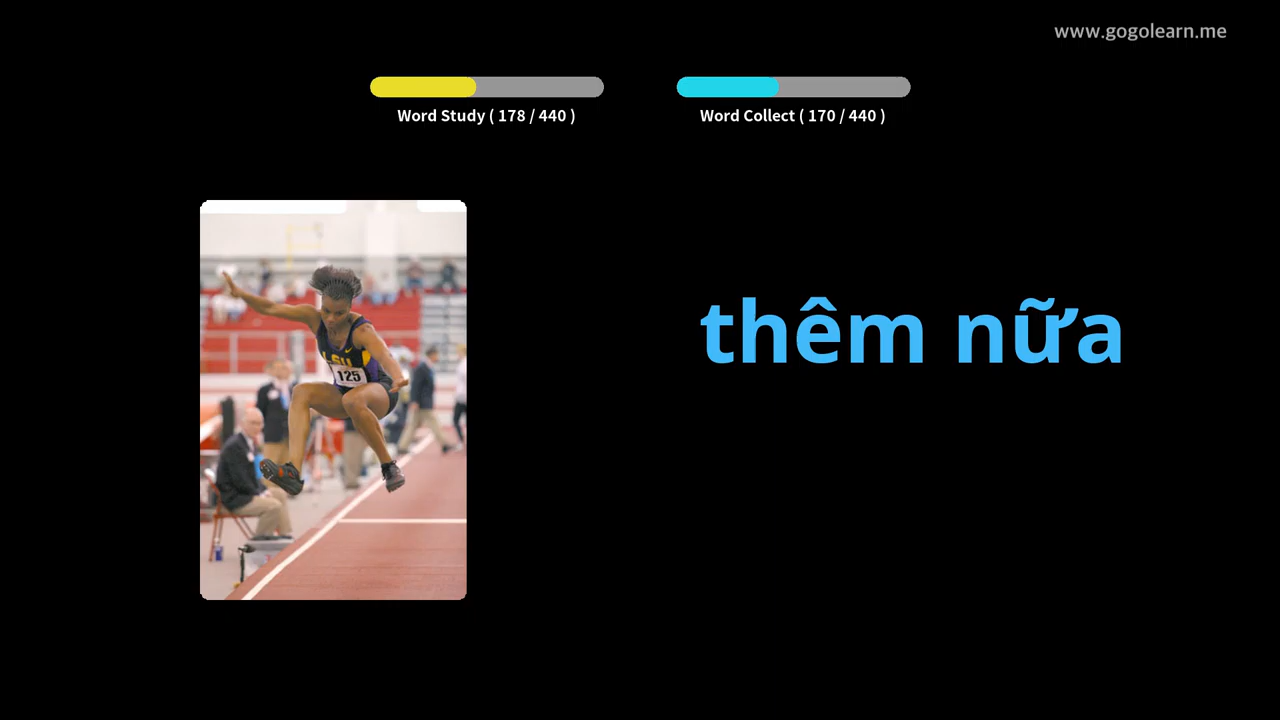 www.gogolearn.me
Word Study ( 178 / 440 )
Word Collect ( 170 / 440 )
thêm nữa
LSU
125